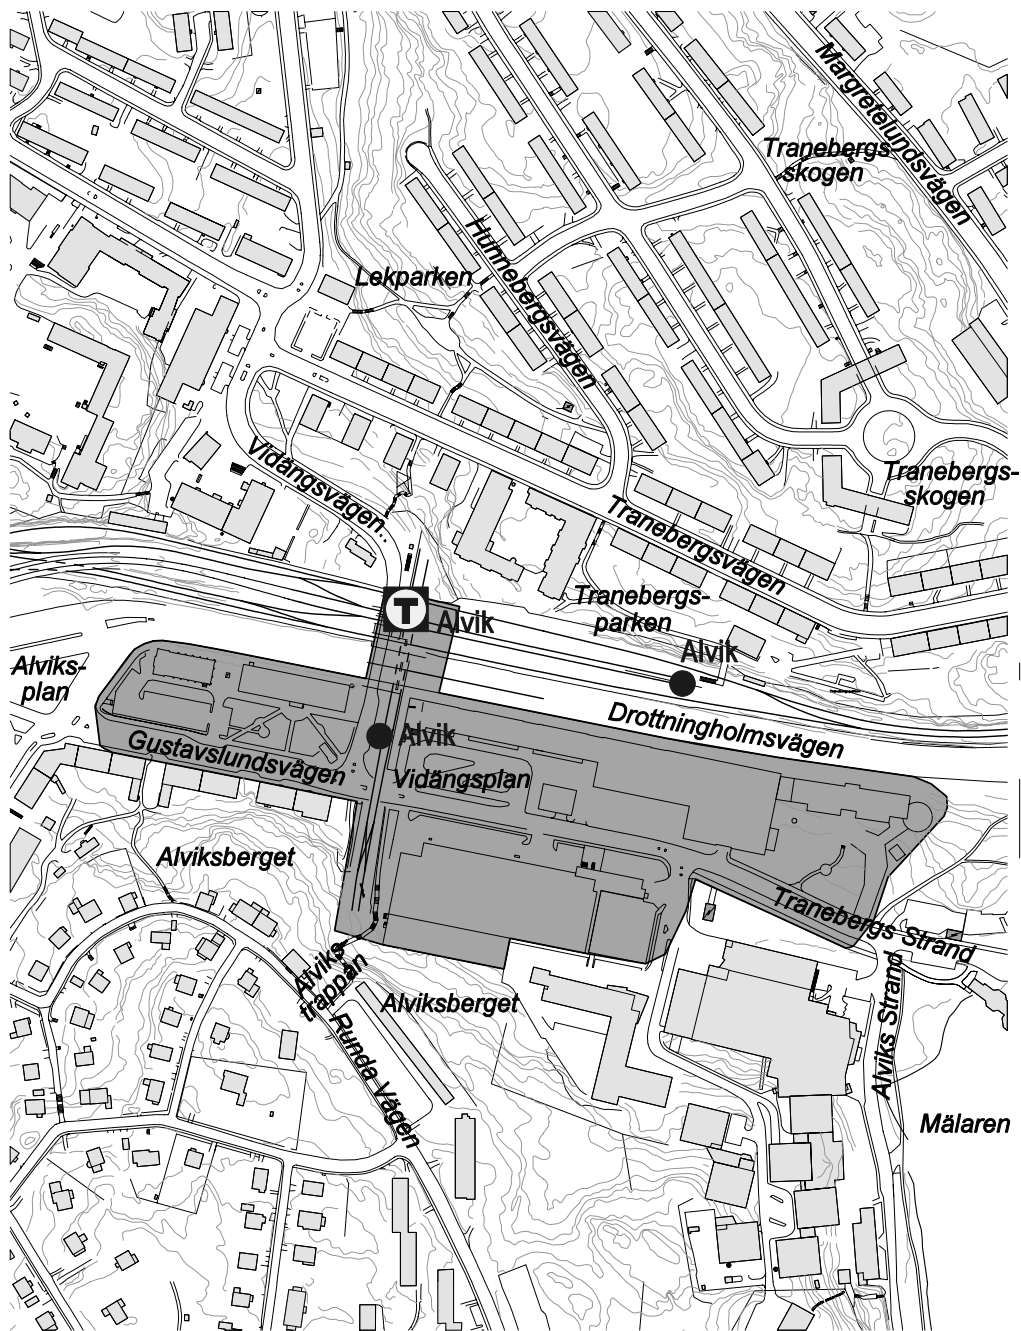 Margretelundsvägen
Tranebergs-
skogen
Hunnebergsvägen
Lekparken
Vidängsvägen..
Tranebergs-
skogen
Tranebergsvägen
T
Alvik
Tranebergs-
parken
Alvik
Alviks-
plan
Drottningholmsvägen
Gustavslundsvägen
Alvik
Vidängsplan
Alviksberget
Tranebergs Strand
Alviks-
trappan
Alviksberget
Runda Vägen
Alviks Strand
Mälaren